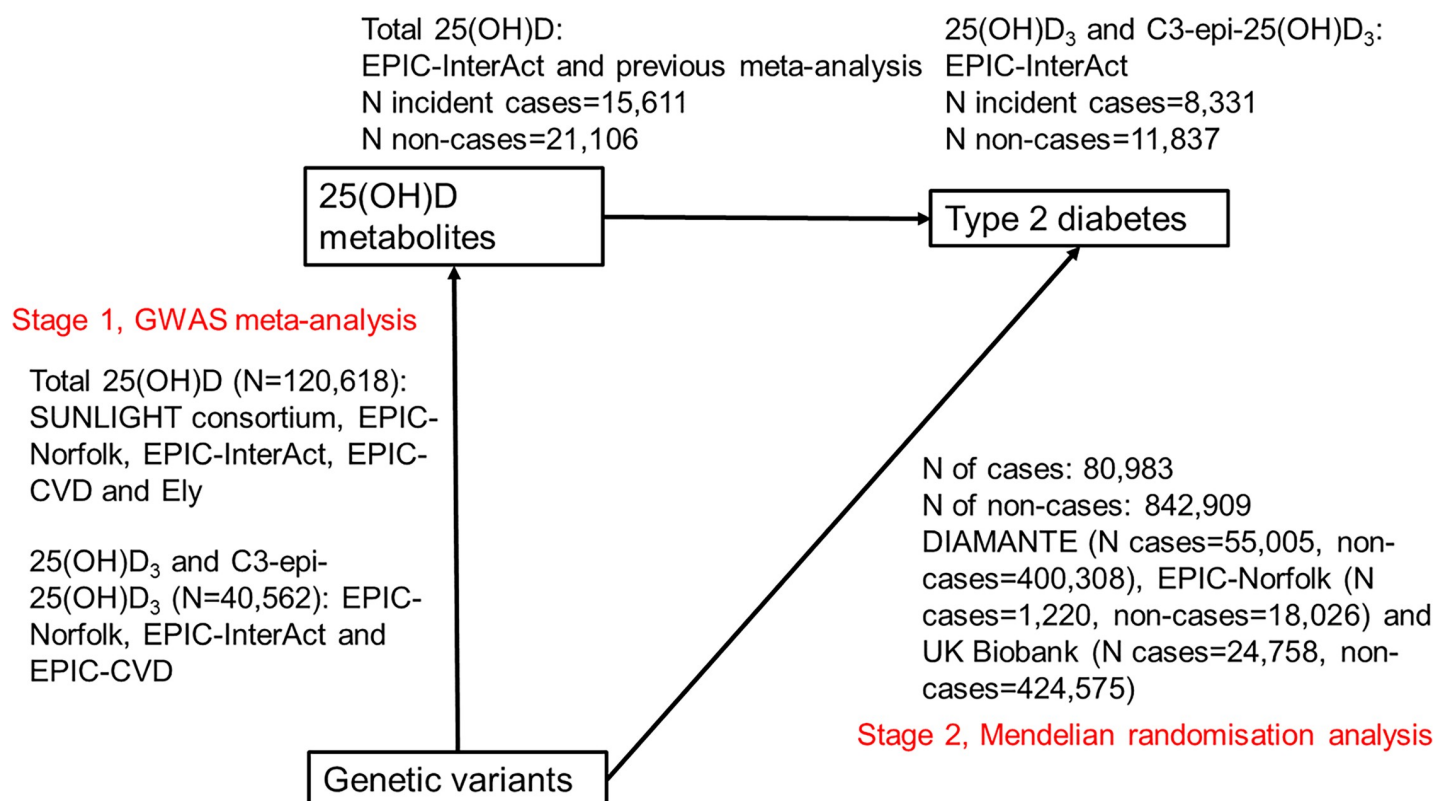 Total 25(OH)D:
EPIC-InterAct and previous meta-analysis
N incident cases=15,611
N non-cases=21,106
25(OH)D₃ and C3-epi-25(OH)D₃:
EPIC-InterAct
N incident cases=8,331
N non-cases=11,837
25(OH)D
metabolites
Type 2 diabetes
Stage 1, GWAS meta-analysis
Total 25(OH)D (N=120,618):
SUNLIGHT consortium, EPIC-
Norfolk, EPIC-InterAct, EPIC-
CVD and Ely
25(OH)D₃ and C3-epi-
25(OH)D₃ (N=40,562): EPIC-
Norfolk, EPIC-InterAct and
EPIC-CVD
N of cases: 80,983
N of non-cases: 842,909
DIAMANTE (N cases=55,005, non-
cases=400,308), EPIC-Norfolk (N
cases=1,220, non-cases=18,026) and
UK Biobank (N cases=24,758, non-
cases=424,575)
Stage 2, Mendelian randomisation analysis
Genetic variants